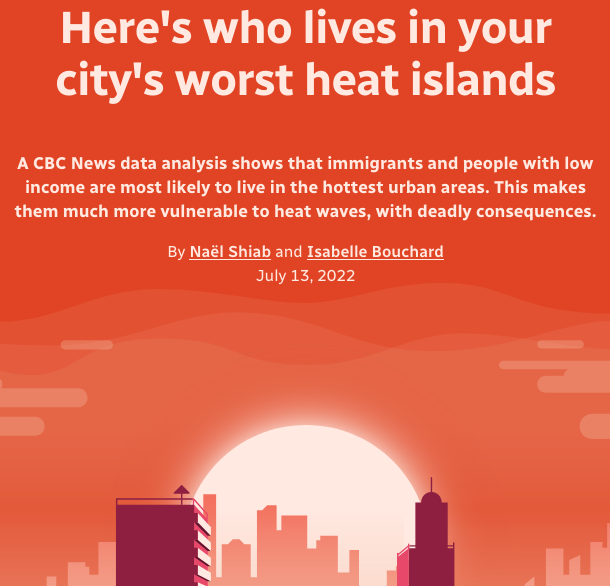 Here's who lives in your
city's worst heat islands
A CBC News data analysis shows that immigrants and people with low
income are most likely to live in the hottest urban areas. This makes
them much more vulnerable to heat waves, with deadly consequences.
By Naël Shiab and Isabelle Bouchard
July 13, 2022